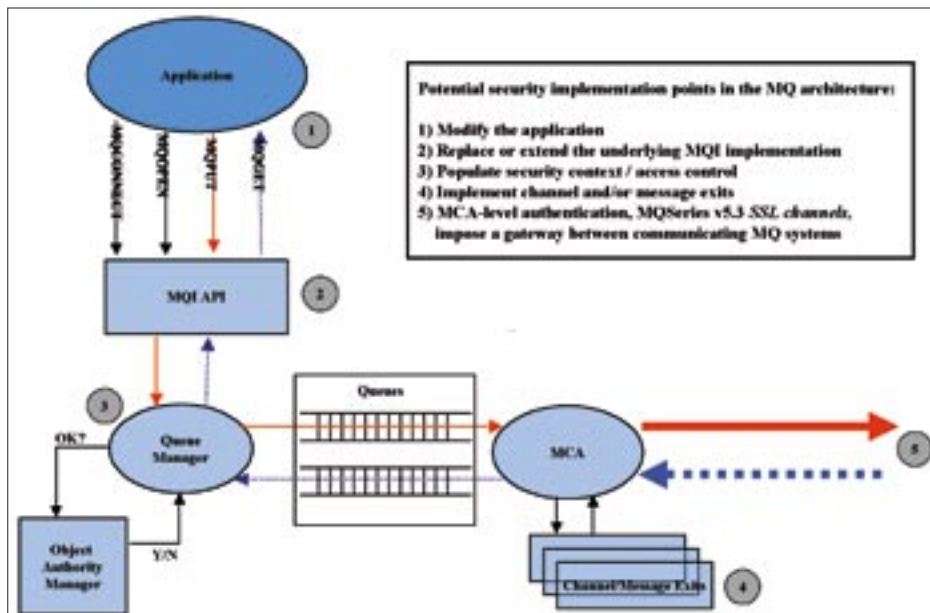 Application
1
MQCONNECT
MQOPEN
MQPUT
MQGET
Potential security implementation points in the MQ architecture:
1) Modify the application
2) Replace or extend the underlying MQI implementation
3) Populate security context / access control
4) Implement channel and/or message exits
5) MCA-level authentication, MQSeries v5.3 SSL channels,
impose a gateway between communicating MQ systems
MQI API
2
3
Queues
OK?
Queue
Manager
MCA
5
Y/N
Object
Authority
Manager
Channel/Message Exits
4